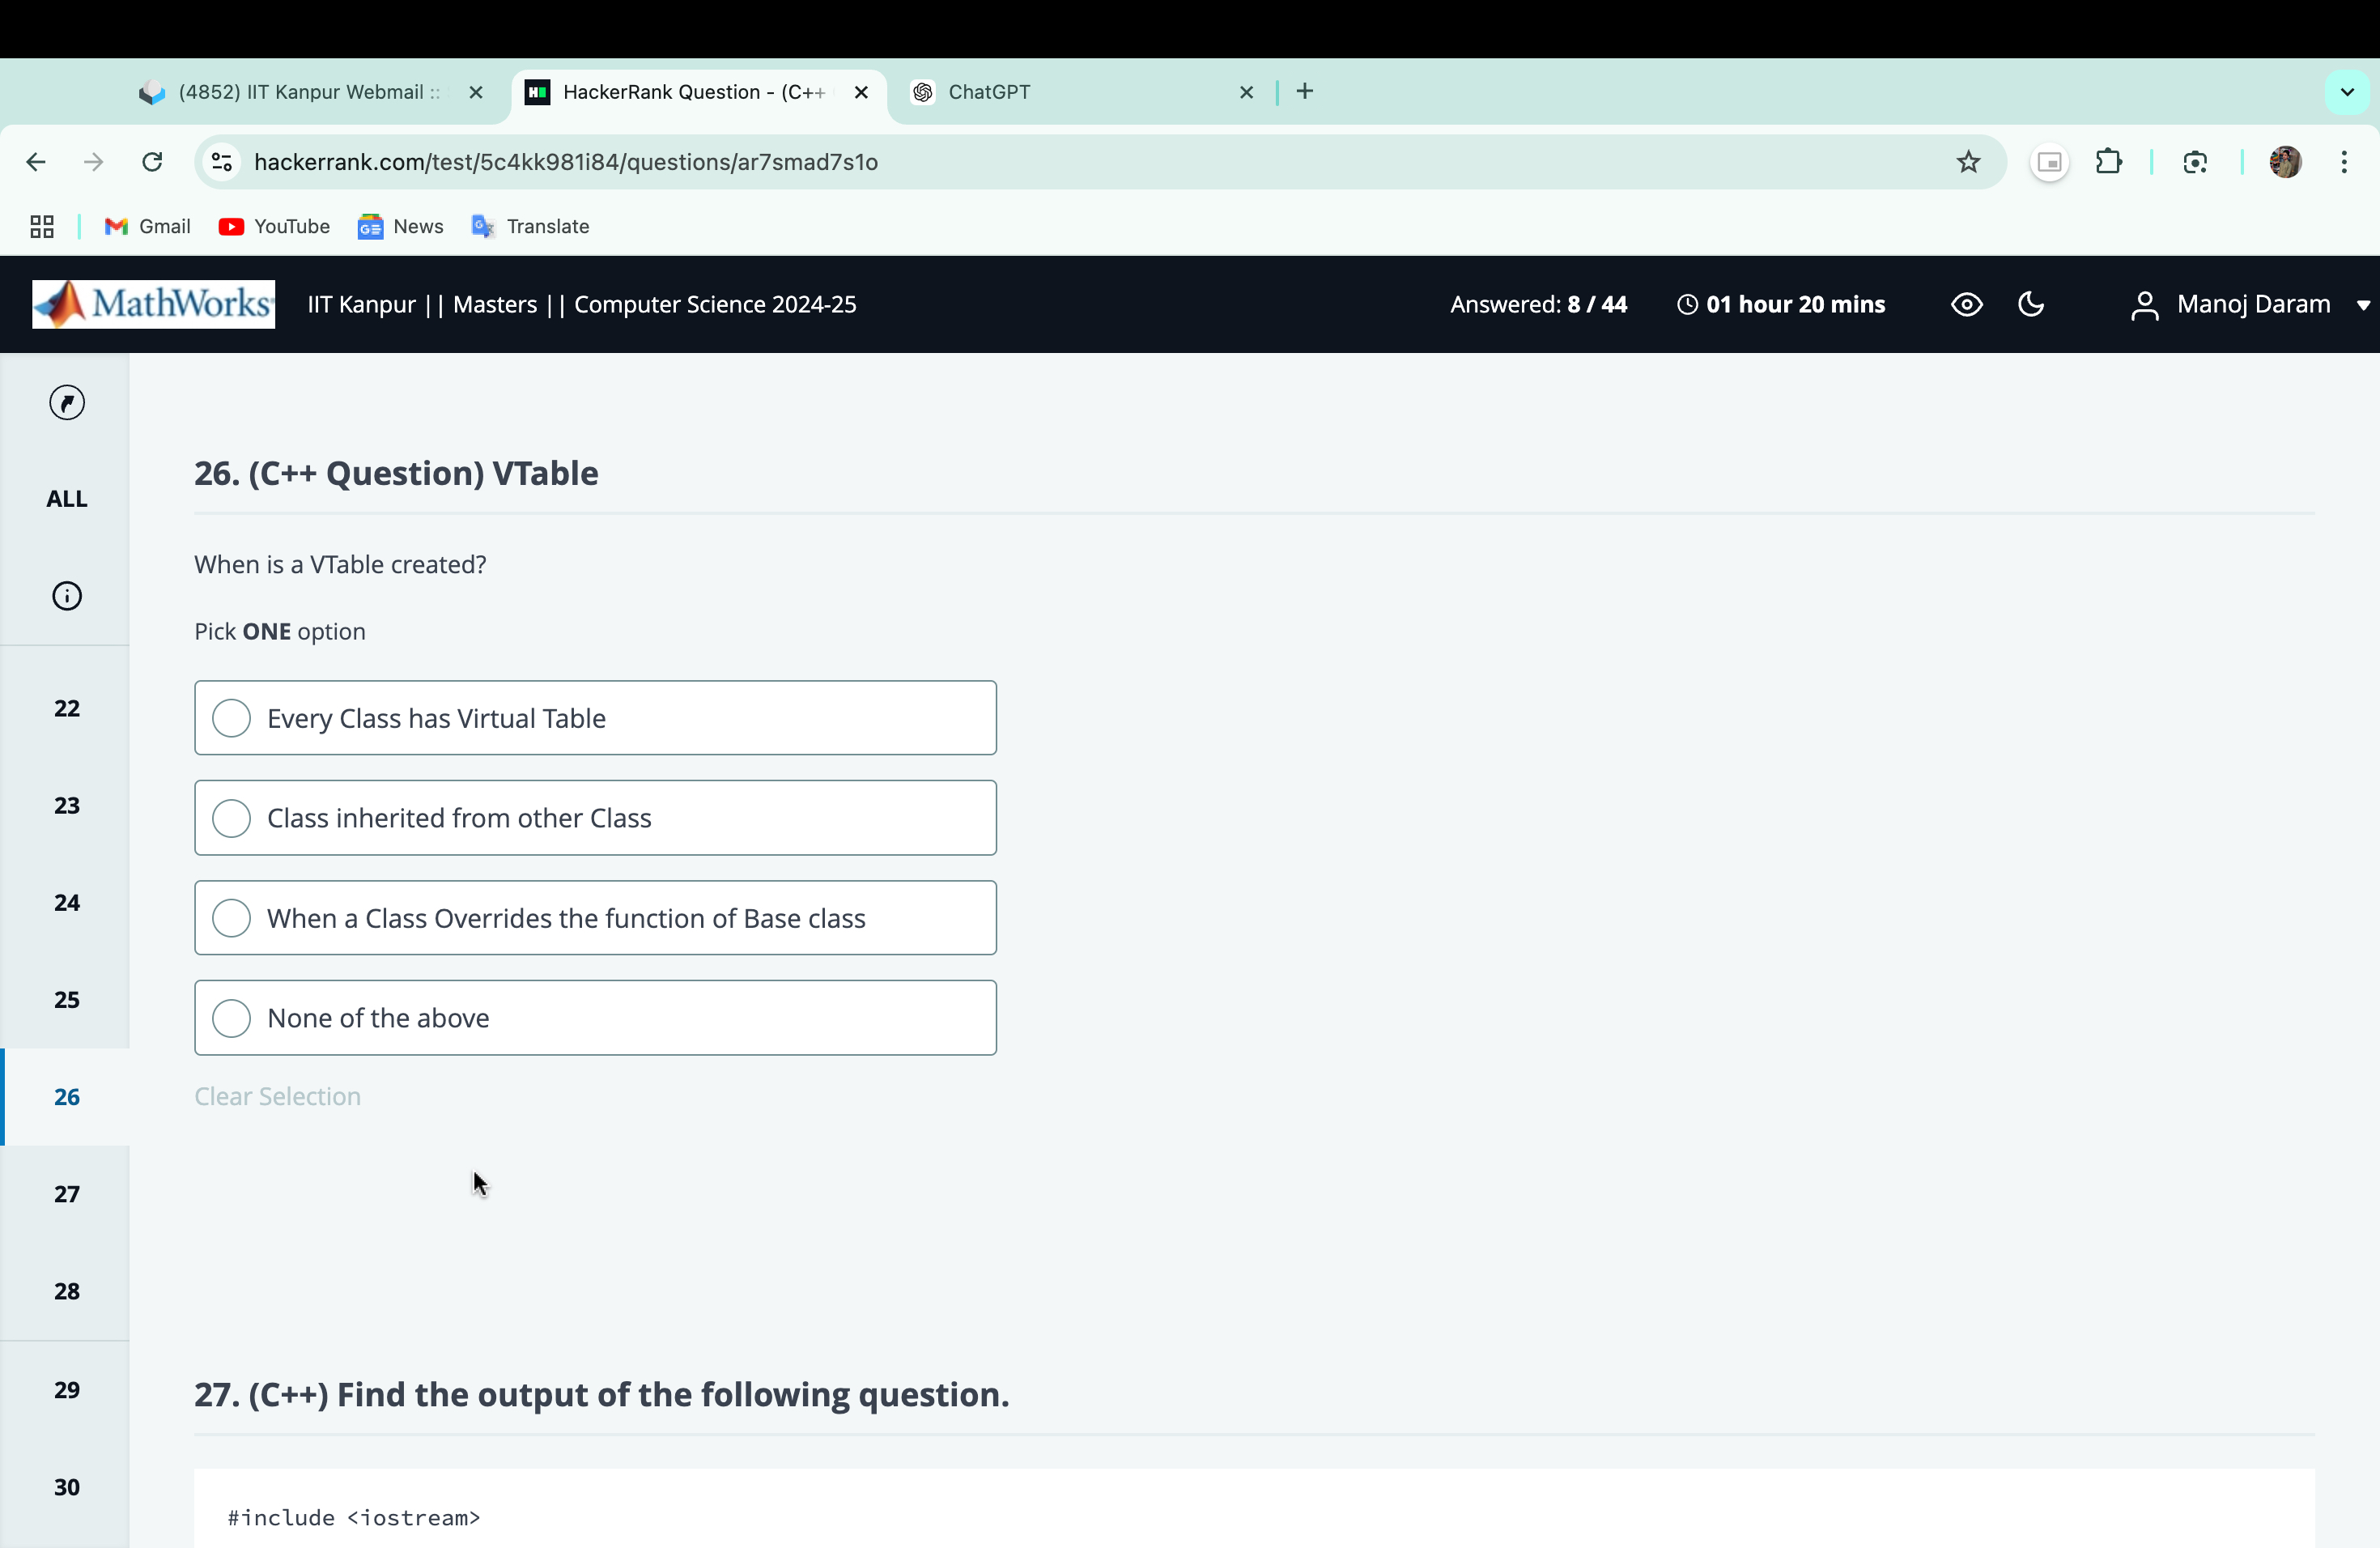 (4852) IIT Kanpur Webmail ::
HackerRank Question - (C++
ChatGPT
hackerrank.com/test/5c4kk981i84/questions/ar7smad7s1o
Gmail
YouTube
News
Translate
MathWorks
IIT Kanpur || Masters || Computer Science 2024-25
Answered: 8 / 44
01 hour 20 mins
Manoj Daram
ALL
22
23
24
25
26
27
28
29
30
26. (C++ Question) VTable
When is a VTable created?
Pick ONE option
Every Class has Virtual Table
Class inherited from other Class
When a Class Overrides the function of Base class
None of the above
Clear Selection
27. (C++) Find the output of the following question.
#include <iostream>